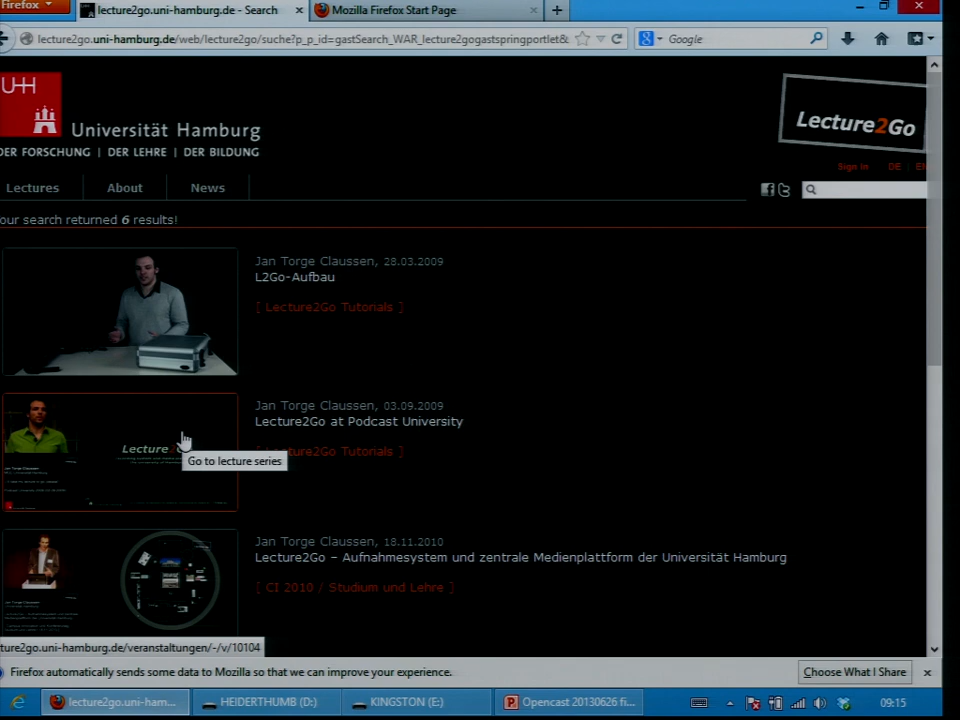 Firefox
lecture2go.uni-hamburg.de - Search
Mozilla Firefox Start Page
lecture2go.uni-hamburg.de/web/lecture2go/suche?p_p_id=gastSearch_WAR_lecture2gogastspringportlet&
Google
UHH
Universität Hamburg
DER FORSCHUNG | DER LEHRE | DER BILDUNG
Lecture2Go
Sign in DE EN
Lectures About News
our search returned 6 results!
Jan Torge Claussen, 28.03.2009
L2Go-Aufbau
[ Lecture2Go Tutorials ]
Jan Torge Claussen, 03.09.2009
Lecture2Go at Podcast University
ture2Go Tutorials ]
Go to lecture series
Jan Torge Claussen, 18.11.2010
Lecture2Go – Aufnahmesystem und zentrale Medienplattform der Universität Hamburg
[ CI 2010 / Studium und Lehre ]
ture2go.uni-hamburg.de/veranstaltungen/-/v/10104
Firefox automatically sends some data to Mozilla so that we can improve your experience.
Choose What I Share
lecture2go.uni-ham...
HEIDERTHUMB (D:)
KINGSTON (E:)
Opencast 20130626 fi...
09:15